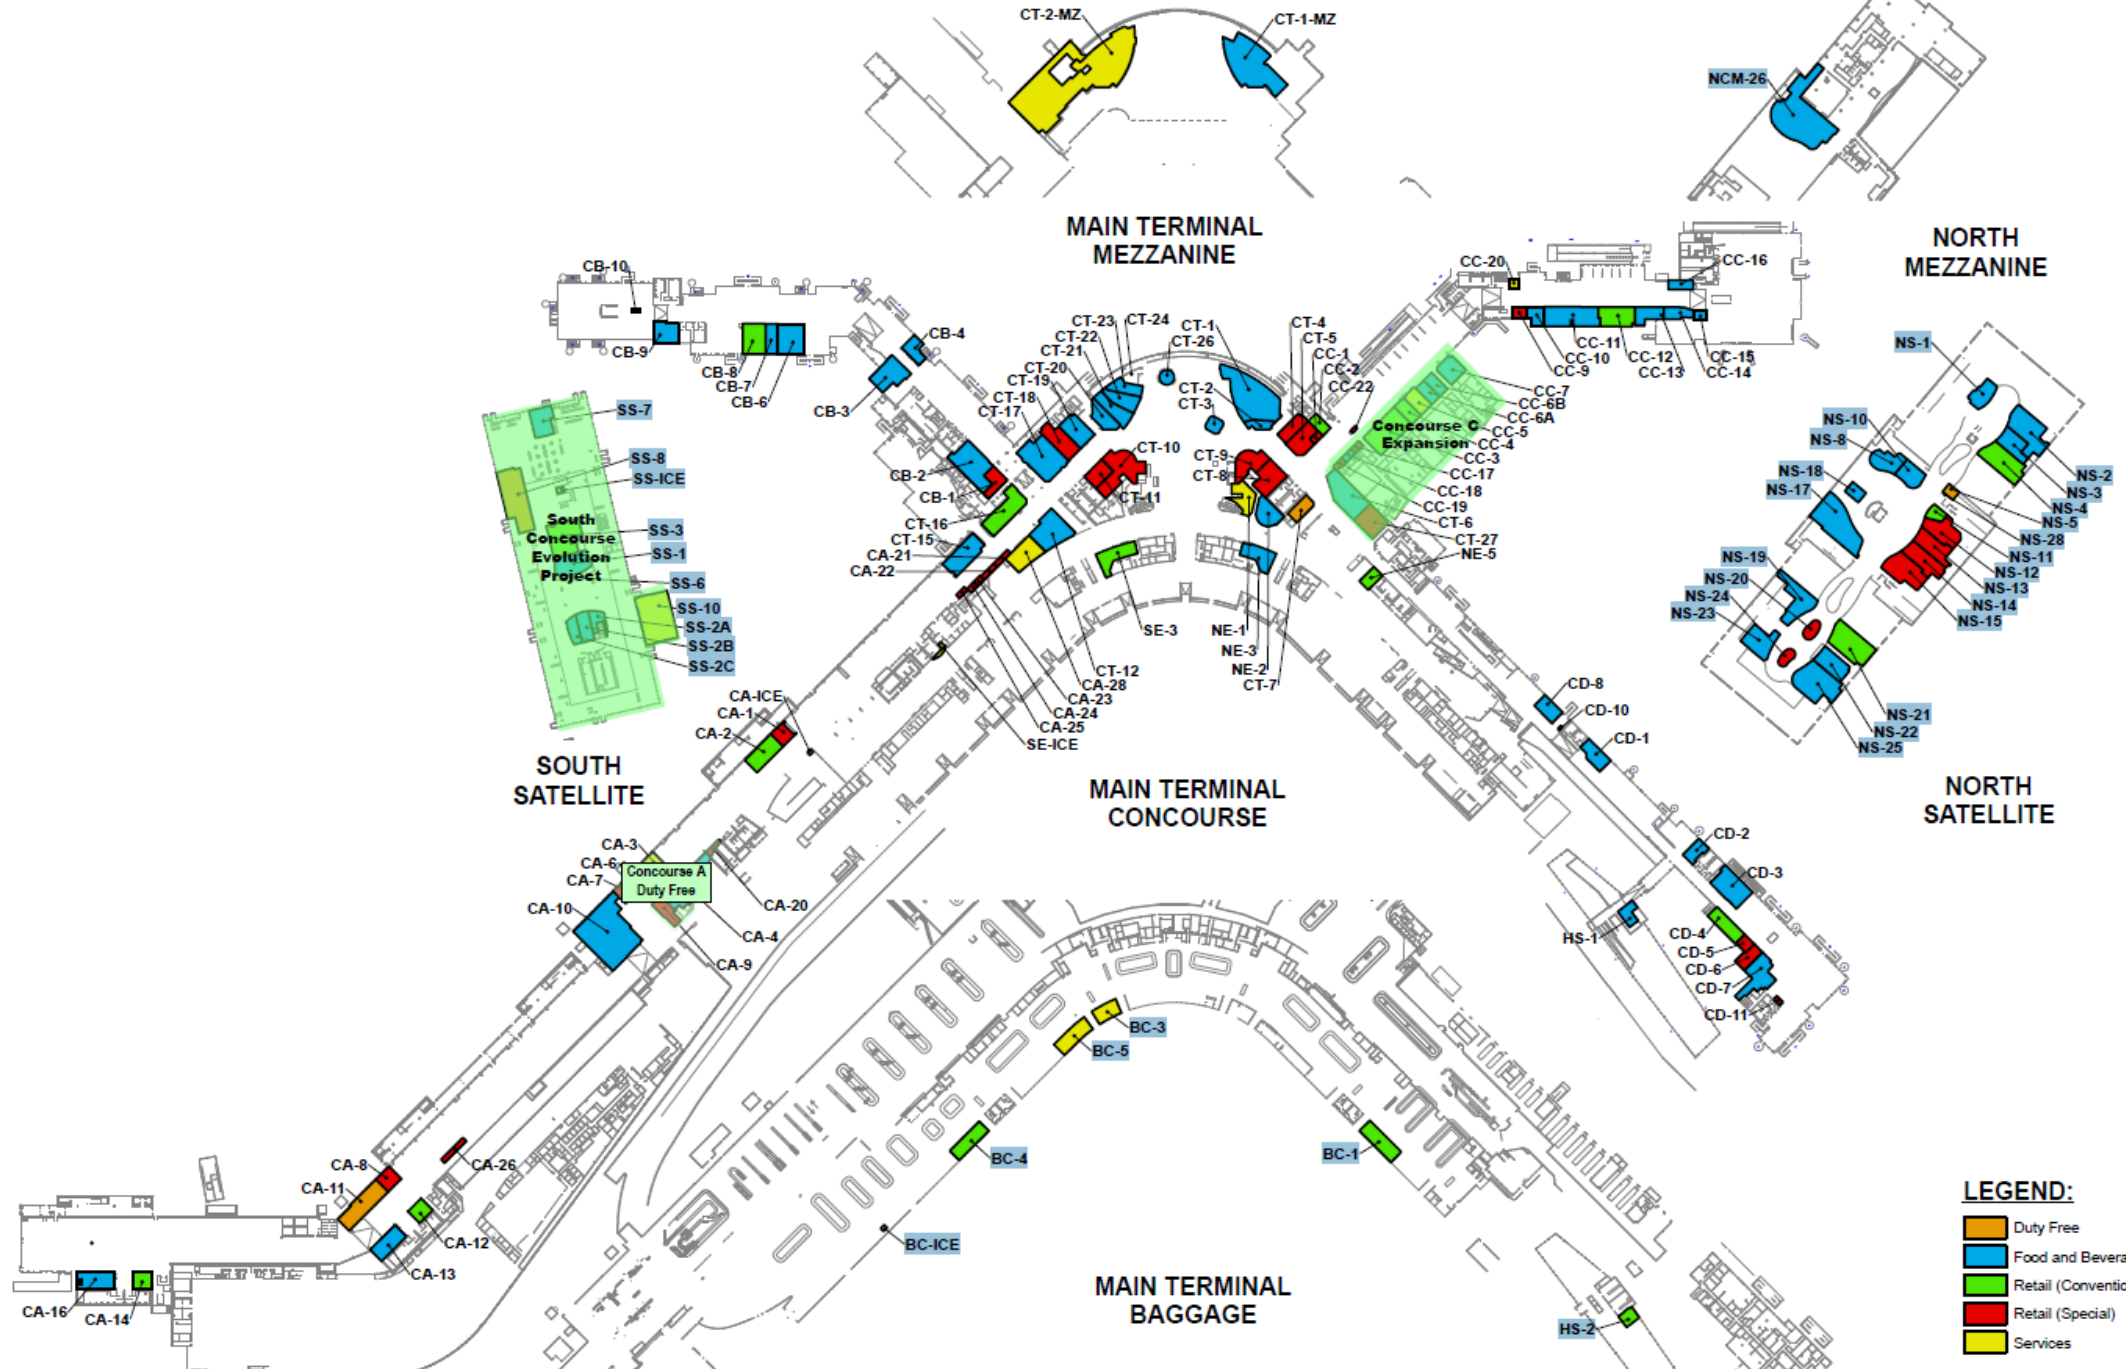 CT-2-MZ
CT-1-MZ
NCM-26
MAIN TERMINAL
MEZZANINE
NORTH
MEZZANINE
CB-10
CB-9
CB-8
CB-7
CB-6
CB-4
CB-3
CB-2
CB-1
CT-24
CT-23
CT-22
CT-21
CT-20
CT-19
CT-18
CT-17
CT-16
CT-15
CT-26
CT-1
CT-2
CT-3
CT-4
CT-5
CC-1
CC-2
CC-22
CT-10
CT-11
CT-9
CT-8
CC-20
CC-16
CC-15
CC-14
CC-13
CC-12
CC-11
CC-10
CC-9
CC-7
CC-6B
CC-6A
CC-5
CC-4
CC-3
CC-17
CC-18
CC-19
CT-6
CT-27
NE-5
Concourse C
Expansion
SS-7
SS-8
SS-ICE
SS-3
SS-1
SS-6
SS-10
SS-2A
SS-2B
SS-2C
South
Concourse
Evolution
Project
SOUTH
SATELLITE
NS-1
NS-10
NS-8
NS-18
NS-17
NS-2
NS-3
NS-4
NS-5
NS-28
NS-11
NS-12
NS-13
NS-14
NS-15
NS-19
NS-20
NS-24
NS-23
NS-21
NS-22
NS-25
NORTH
SATELLITE
CA-21
CA-22
SE-3
NE-1
NE-3
NE-2
CT-7
CT-12
CA-28
CA-23
CA-24
CA-25
SE-ICE
CA-ICE
CA-1
CA-2
MAIN TERMINAL
CONCOURSE
CD-8
CD-10
CD-1
CD-2
CD-3
CD-4
CD-5
CD-6
CD-7
CD-11
HS-1
CA-3
CA-6
CA-7
Concourse A
Duty Free
CA-10
CA-20
CA-4
CA-9
BC-3
BC-5
BC-4
BC-1
BC-ICE
CA-8
CA-11
CA-26
CA-12
CA-13
CA-16
CA-14
MAIN TERMINAL
BAGGAGE
HS-2
LEGEND:
Duty Free
Food and Bevera
Retail (Conventio
Retail (Special)
Services